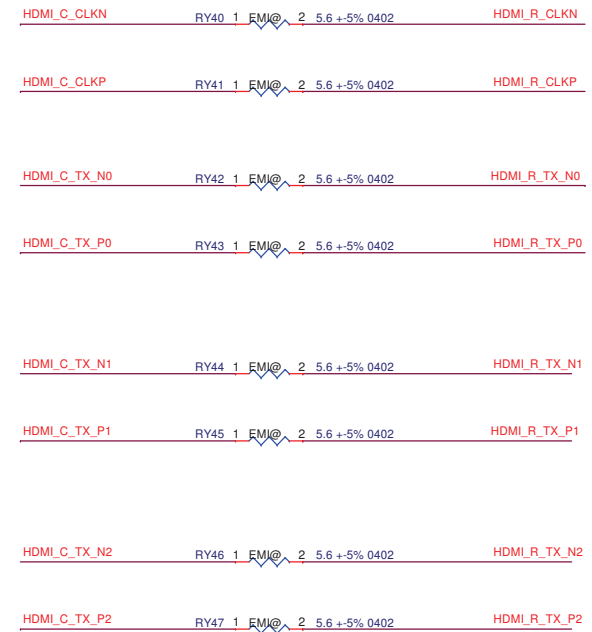 HDMI_C_CLKN RY40 1 EMI@ 2 5.6 +-5% 0402 HDMI_R_CLKN
HDMI_C_CLKP RY41 1 EMI@ 2 5.6 +-5% 0402 HDMI_R_CLKP
HDMI_C_TX_N0 RY42 1 EMI@ 2 5.6 +-5% 0402 HDMI_R_TX_N0
HDMI_C_TX_P0 RY43 1 EMI@ 2 5.6 +-5% 0402 HDMI_R_TX_P0
HDMI_C_TX_N1 RY44 1 EMI@ 2 5.6 +-5% 0402 HDMI_R_TX_N1
HDMI_C_TX_P1 RY45 1 EMI@ 2 5.6 +-5% 0402 HDMI_R_TX_P1
HDMI_C_TX_N2 RY46 1 EMI@ 2 5.6 +-5% 0402 HDMI_R_TX_N2
HDMI_C_TX_P2 RY47 1 EMI@ 2 5.6 +-5% 0402 HDMI_R_TX_P2